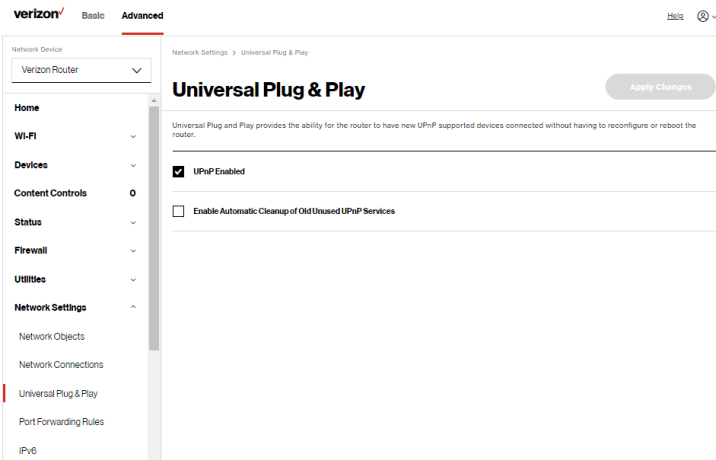 verizon Basic Advanced Help
Network Device
Verizon Router
Home
Wi-Fi
Devices
Content Controls 0
Status
Firewall
Utilities
Network Settings
Network Objects
Network Connections
Universal Plug & Play
Port Forwarding Rules
IPv6
Network Settings > Universal Plug & Play
Universal Plug & Play
Apply Changes
Universal Plug and Play provides the ability for the router to have new UPnP supported devices connected without having to reconfigure or reboot the
router.
UPnP Enabled
Enable Automatic Cleanup of Old Unused UPnP Services